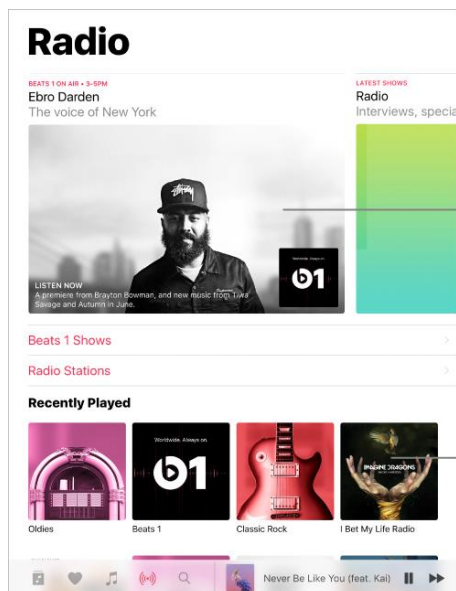 Radio
BEATS 1 ON AIR • 3-5PM
Ebro Darden
The voice of New York
LATEST SHOWS
Radio
Interviews, specia
LISTEN NOW
A premiere from Brayton Bowman, and new music from Tiwa
Savage and Autumn in June.
Worldwide. Always on.
1
Beats 1 Shows
Radio Stations
Recently Played
Worldwide. Always on.
1
IMAGINE DRAGONS
Oldies
Beats 1
Classic Rock
I Bet My Life Radio
Never Be Like You (feat. Kai)